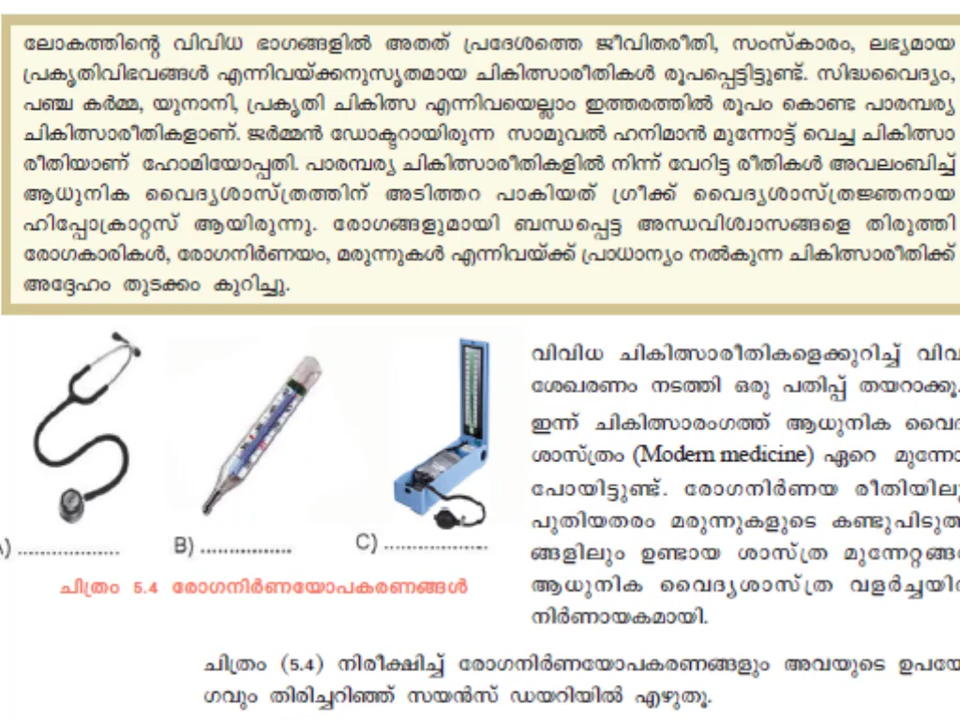 ലോകത്തിന്റെ വിവിധ ഭാഗങ്ങളിൽ അതത് പ്രദേശത്തെ ജീവിതരീതി, സംസ്കാരം, ലഭ്യമായ
പ്രകൃതിവിഭവങ്ങൾ എന്നിവയ്ക്കനുസൃതമായ ചികിത്സാരീതികൾ രൂപപ്പെട്ടിട്ടുണ്ട്. സിദ്ധവൈദ്യം,
പഞ്ച കർമ്മ, യുനാനി, പ്രകൃതി ചികിത്സ എന്നിവയെല്ലാം ഇത്തരത്തിൽ രൂപം കൊണ്ട പാരമ്പര്യ
ചികിത്സാരീതികളാണ്. ജർമ്മൻ ഡോക്ടറായിരുന്ന സാമുവൽ ഹനിമാൻ മുന്നോട്ട് വെച്ച ചികിത്സാ
രീതിയാണ് ഹോമിയോപ്പതി. പാരമ്പര്യ ചികിത്സാരീതികളിൽ നിന്ന് വേറിട്ട രീതികൾ അവലംബിച്ച്
ആധുനിക വൈദ്യശാസ്ത്രത്തിന് അടിത്തറ പാകിയത് ഗ്രീക്ക് വൈദ്യശാസ്ത്രജ്ഞനായ
ഹിപ്പോക്രാറ്റസ് ആയിരുന്നു. രോഗങ്ങളുമായി ബന്ധപ്പെട്ട അന്ധവിശ്വാസങ്ങളെ തിരുത്തി
രോഗകാരികൾ, രോഗനിർണയം, മരുന്നുകൾ എന്നിവയ്ക്ക് പ്രാധാന്യം നൽകുന്ന ചികിത്സാരീതിക്ക്
അദ്ദേഹം തുടക്കം കുറിച്ചു.
A) ....................
B) ..................
C) ....................
ചിത്രം 5.4 രോഗനിർണയോപകരണങ്ങൾ
വിവിധ ചികിത്സാരീതികളെക്കുറിച്ച് വിവ
ശേഖരണം നടത്തി ഒരു പതിപ്പ് തയറാക്കൂ.
ഇന്ന് ചികിത്സാരംഗത്ത് ആധുനിക വൈദ
ശാസ്ത്രം (Modern medicine) ഏറെ മുന്നോ
പോയിട്ടുണ്ട്. രോഗനിർണയ രീതിയിലു
പുതിയതരം മരുന്നുകളുടെ കണ്ടുപിടുത്ത
ങ്ങളിലും ഉണ്ടായ ശാസ്ത്ര മുന്നേറ്റങ്ങ
ആധുനിക വൈദ്യശാസ്ത്ര വളർച്ചയി
നിർണായകമായി.
ചിത്രം (5.4) നിരീക്ഷിച്ച് രോഗനിർണയോപകരണങ്ങളും അവയുടെ ഉപയോ
ഗവും തിരിച്ചറിഞ്ഞ് സയൻസ് ഡയറിയിൽ എഴുതൂ.